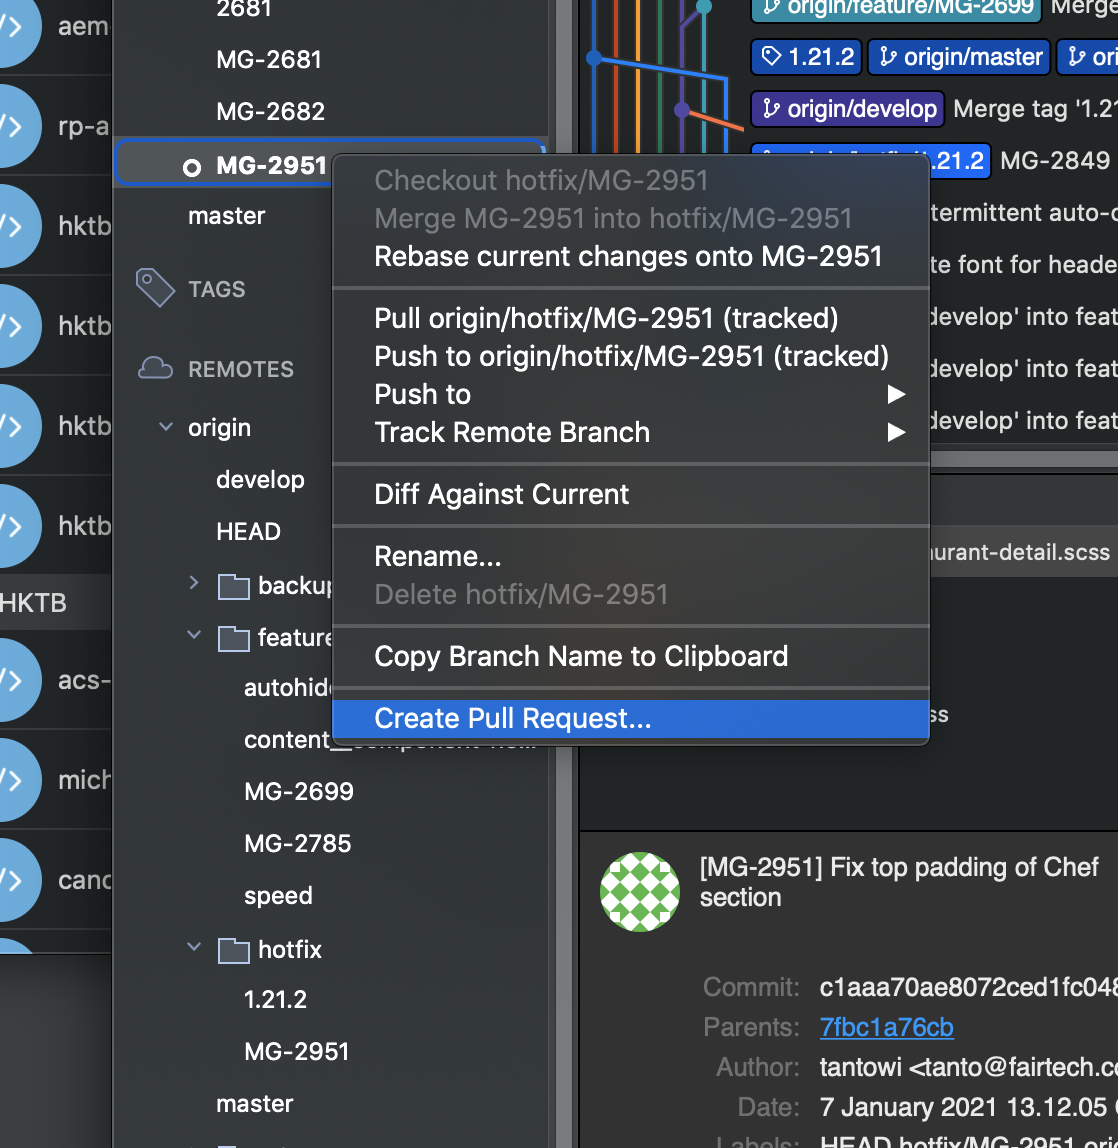 aem
rp-a
hktb
hktb
hktb
hktb
HKTB
acs-
mich
canc
2681
MG-2681
MG-2682
MG-2951
master
TAGS
REMOTES
origin
develop
HEAD
backup
feature
autohide
content__component
MG-2699
MG-2785
speed
hotfix
1.21.2
MG-2951
master
Checkout hotfix/MG-2951
Merge MG-2951 into hotfix/MG-2951
Rebase current changes onto MG-2951
Pull origin/hotfix/MG-2951 (tracked)
Push to origin/hotfix/MG-2951 (tracked)
Push to
Track Remote Branch
Diff Against Current
Rename...
Delete hotfix/MG-2951
Copy Branch Name to Clipboard
Create Pull Request...
origin/feature/MG-2699 Merge
1.21.2 origin/master ori
origin/develop Merge tag '1.2
1.21.2 MG-2849
termittent auto-c
te font for heade
develop' into feat
develop' into feat
develop' into feat
urant-detail.scss
ss
[MG-2951] Fix top padding of Chef
section
Commit: c1aaa70ae8072ced1fc048
Parents: 7fbc1a76cb
Author: tantowi <tanto@fairtech.co
Date: 7 January 2021 13.12.05
Labels: HEAD hotfix/MG-2951 ori